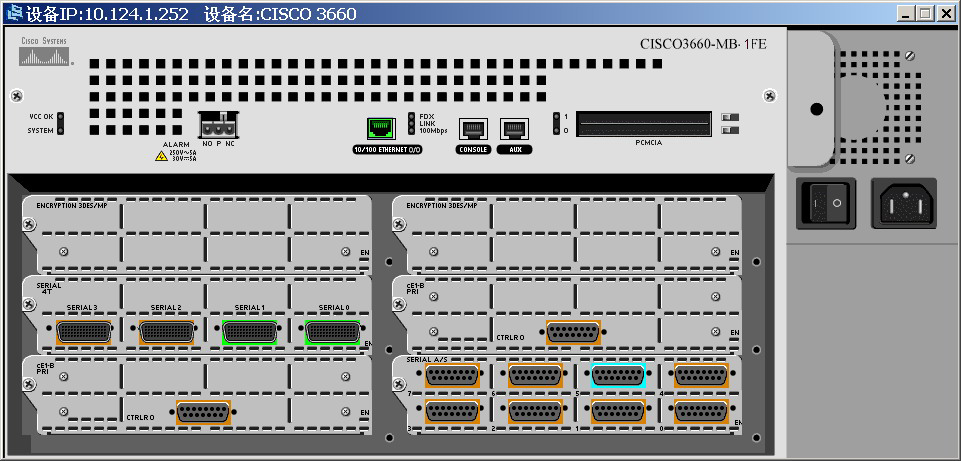 设备IP:10.124.1.252 设备名:CISCO 3660
CISCO SYSTEMS
CISCO3660-MB- 1FE
VCC OK
SYSTEM
ALARM
250V~5A
30V=5A
NO P NC
10/100 ETHERNET 0/0
FDX
LINK
100Mbps
CONSOLE
AUX
1
0
PCMCIA
ENCRYPTION 3DES/MP
EN
ENCRYPTION 3DES/MP
EN
SERIAL
4T
SERIAL 3
SERIAL 2
SERIAL 1
SERIAL 0
EN
cE1-B
PRI
CTRLR 0
EN
cE1-B
PRI
CTRLR 0
EN
SERIAL A/S
7
6
5
4
3
2
1
0
EN